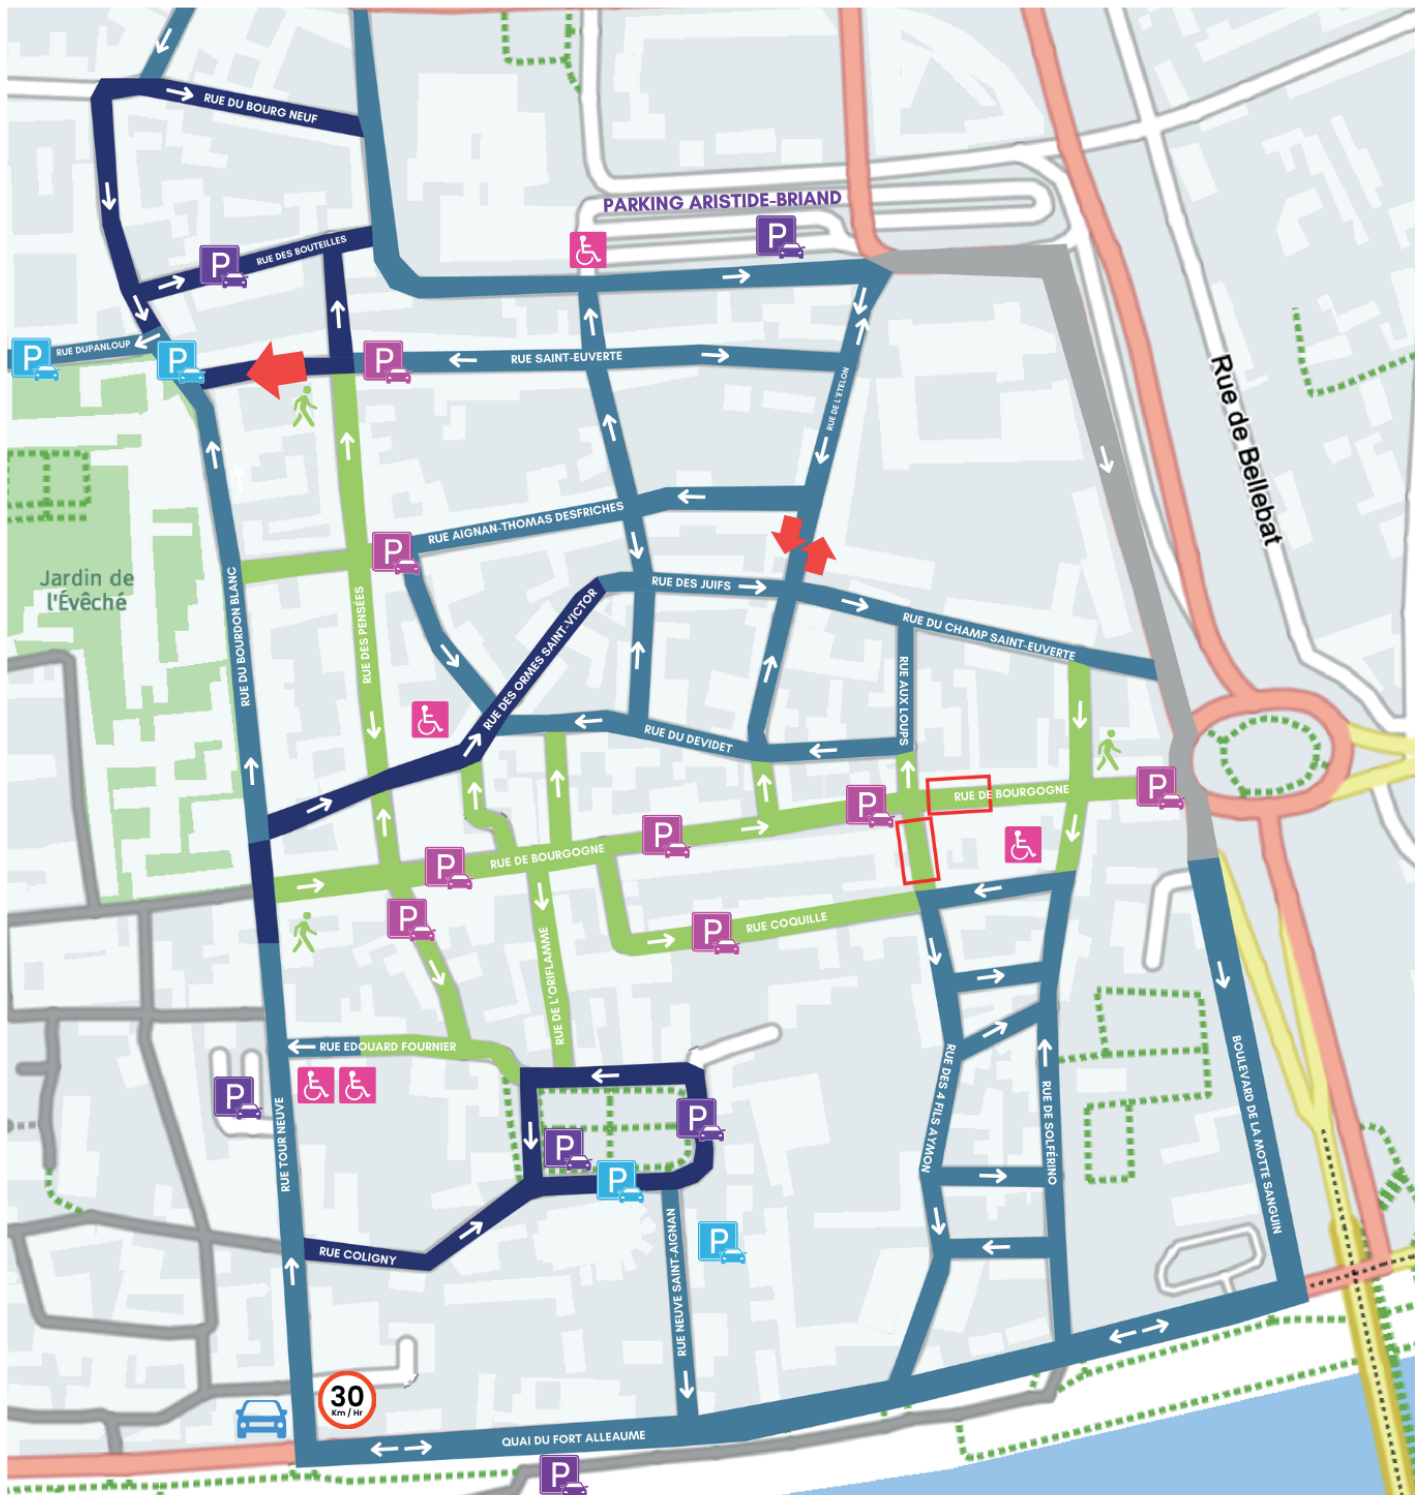 RUE DU BOURG NEUF
PARKING ARISTIDE-BRIAND
P
P
RUE DES BOUTEILLES
RUE DUPANLOUP
P
P
P
RUE SAINT-EUVERTE
RUE DE L'ETELON
Rue de Bellebat
RUE AIGNAN-THOMAS DESFRICHES
P
Jardin de
l'Évêché
RUE DU BOURDON BLANC
RUE DES PENSÉES
RUE DES ORMES SAINT-VICTOR
RUE DES JUIFS
RUE DU CHAMP SAINT-EUVERTE
RUE AUX LOUPS
RUE DU DEVIDET
RUE DE BOURGOGNE
P
P
P
RUE DE BOURGOGNE
P
P
RUE COQUILLE
P
RUE DE L'ORIFLAMME
RUE EDOUARD FOURNIER
P
P
P
P
RUE TOUR NEUVE
RUE DES 4 FILS AYMON
RUE DE SOLFÉRINO
BOULEVARD DE LA MOTTE SANGUIN
RUE COLIGNY
P
RUE NEUVE SAINT-AIGNAN
30
Km / Hr
QUAI DU FORT ALLEAUME
P